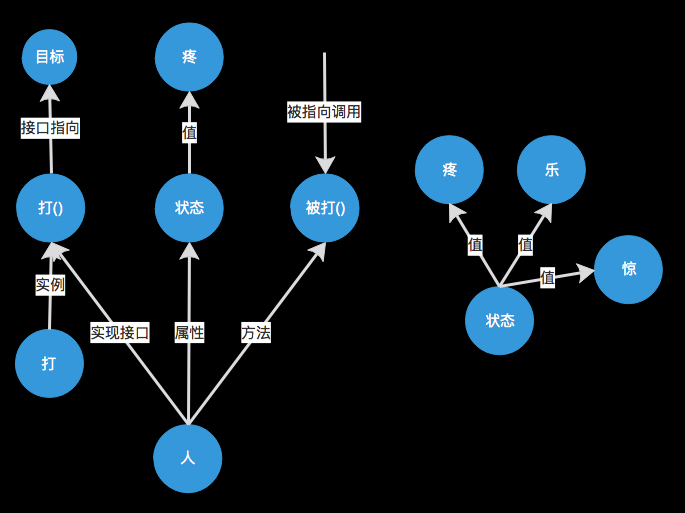 目标
疼
接口指向
值
被指向调用
打()
状态
被打()
实例
实现接口
属性
方法
打
人
疼
乐
值
值
值
惊
状态